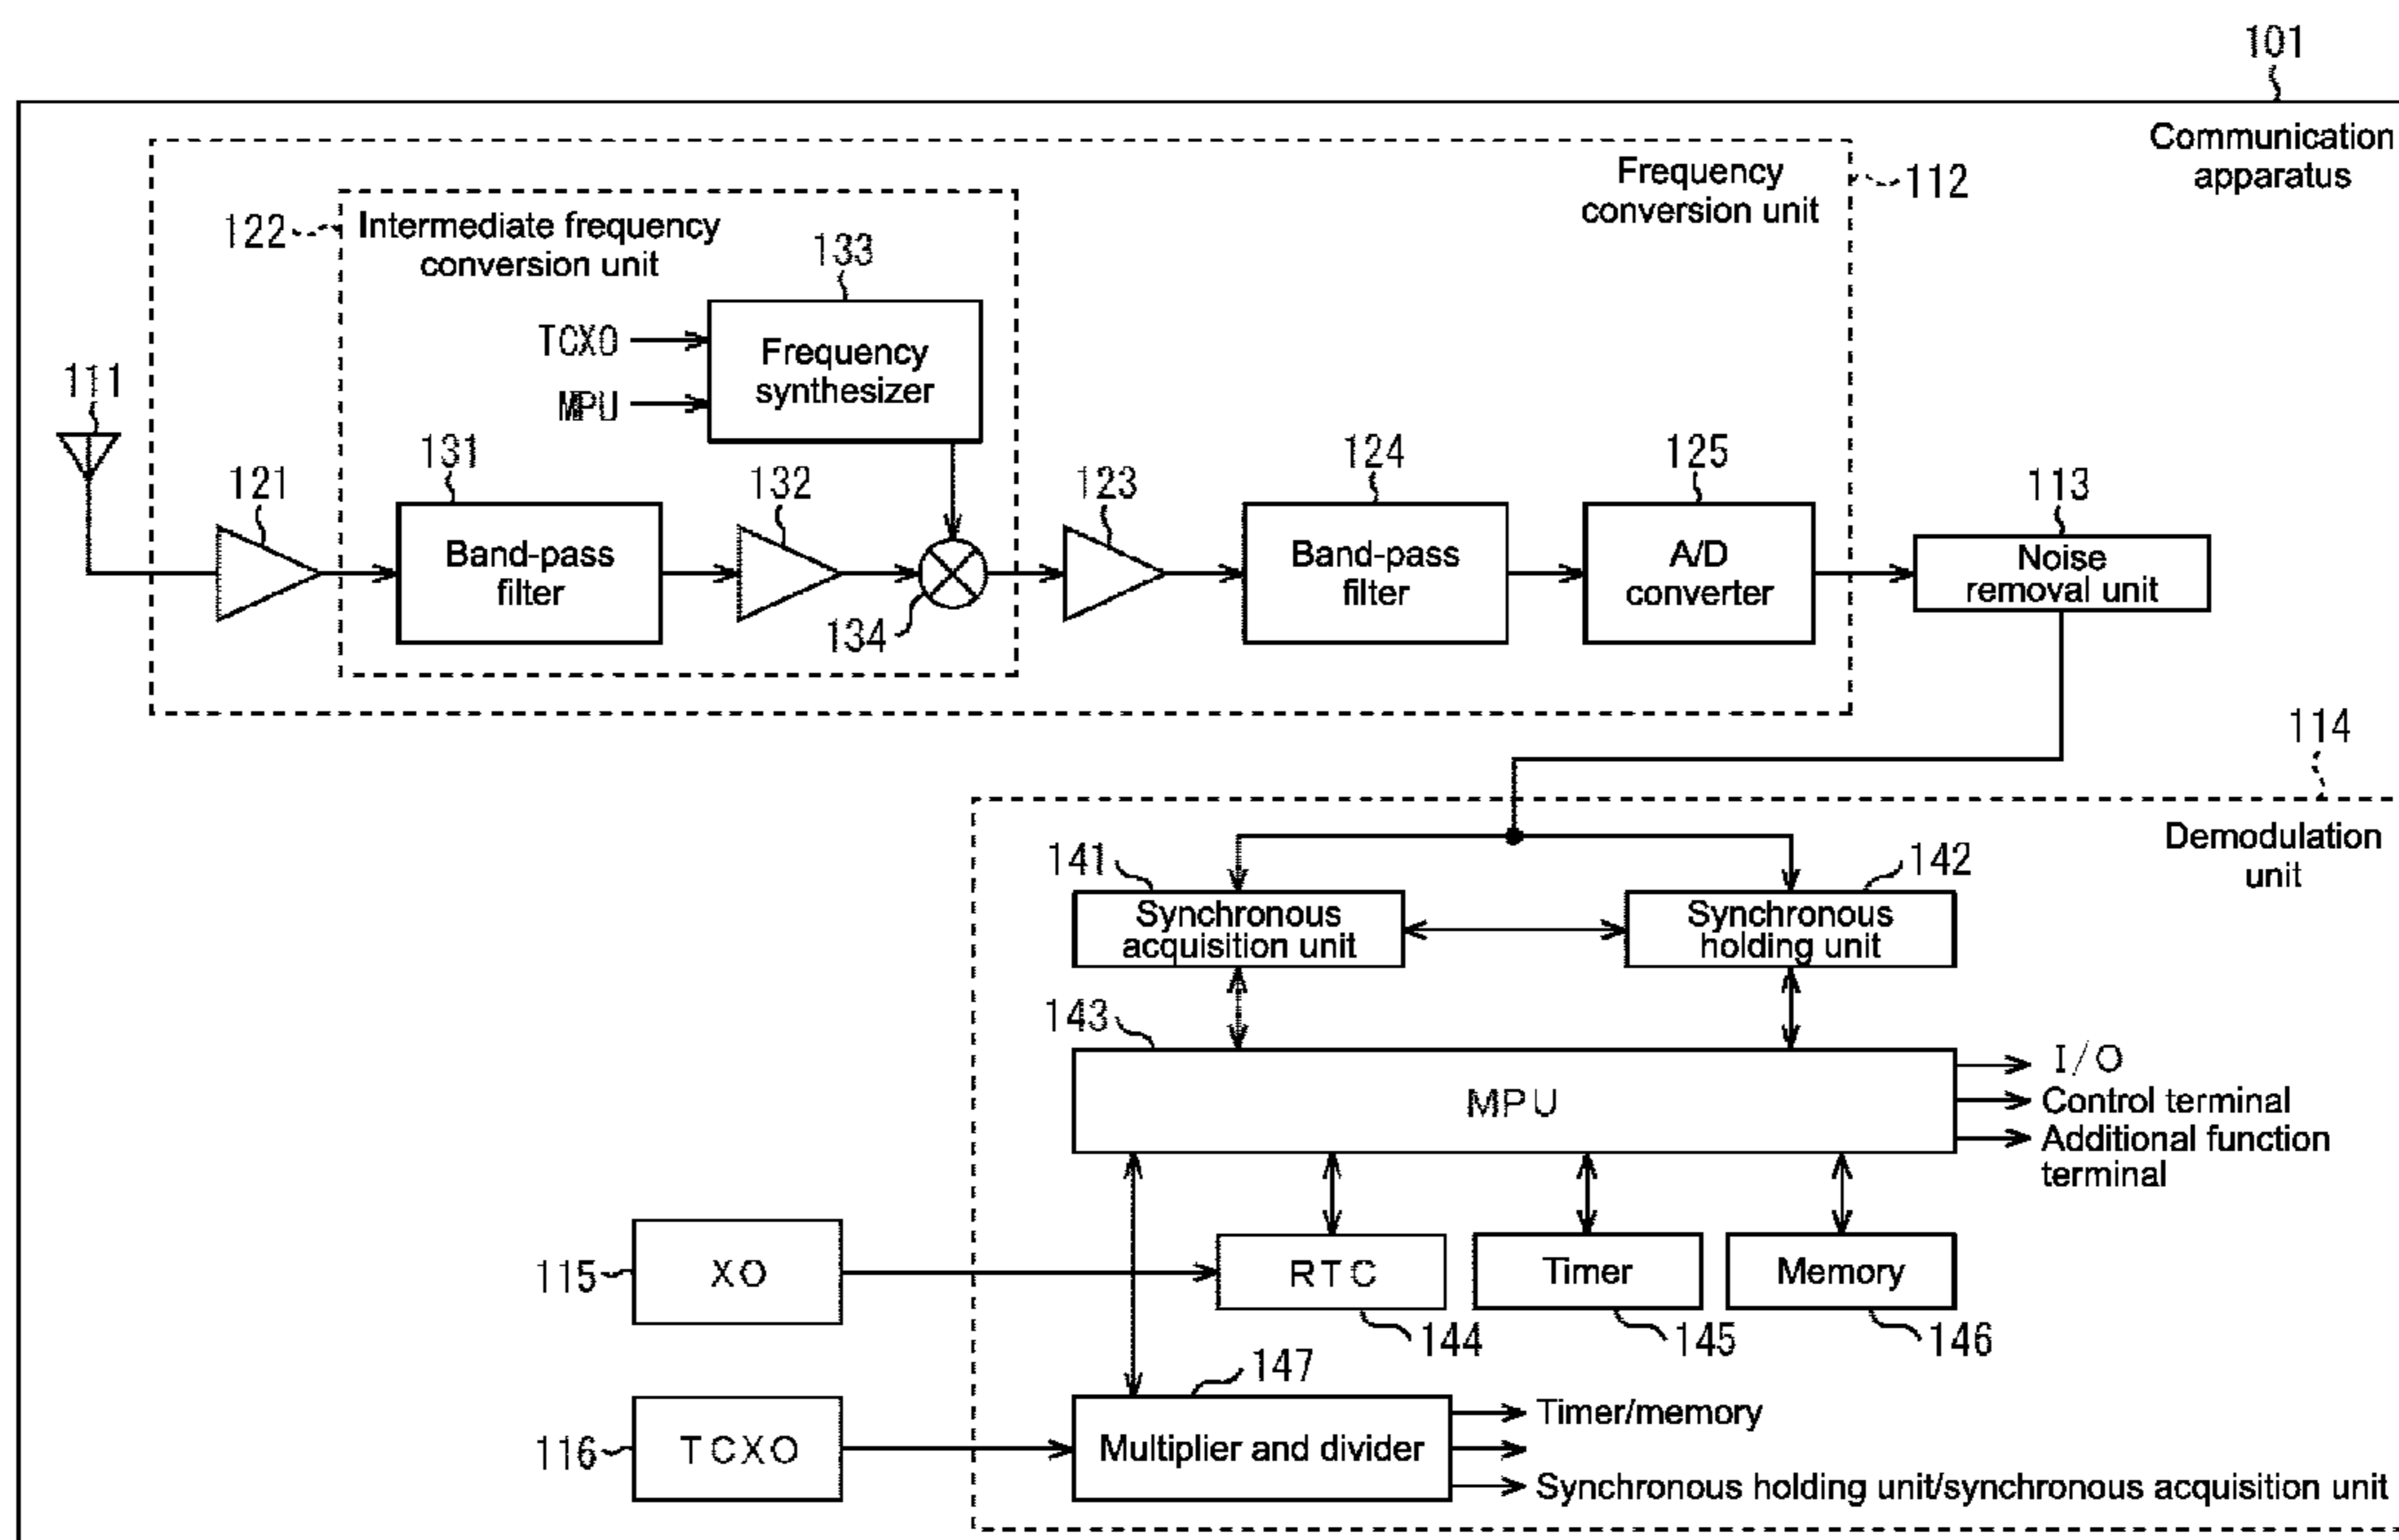 101
Communication
apparatus
Frequency
conversion unit
112
122
Intermediate frequency
conversion unit
133
TCXO
MPU
Frequency
synthesizer
111
121
131
132
123
124
125
113
Band-pass
filter
134
Band-pass
filter
A/D
converter
Noise
removal unit
114
Demodulation
unit
141
142
Synchronous
acquisition unit
Synchronous
holding unit
143
MPU
I/O
Control terminal
Additional function
terminal
115
XO
RTC
Timer
Memory
144
145
146
147
116
TCXO
Multiplier and divider
Timer/memory
Synchronous holding unit/synchronous acquisition unit